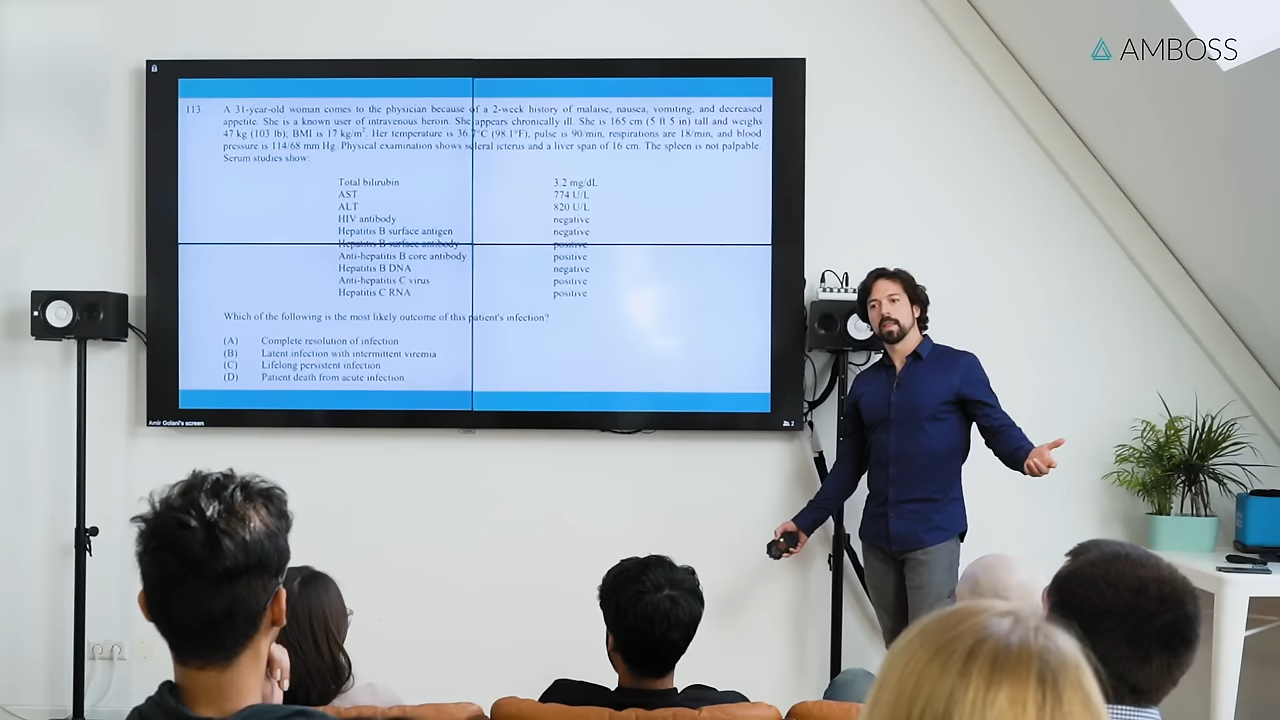 AMBOSS
113. A 31-year-old woman comes to the physician because of a 2-week history of malaise, nausea, vomiting, and decreased
appetite. She is a known user of intravenous heroin. She appears chronically ill. She is 165 cm (5 ft 5 in) tall and weighs
47 kg (103 lb); BMI is 17 kg/m². Her temperature is 36.7°C (98.1°F), pulse is 90/min, respirations are 18/min, and blood
pressure is 114/68 mm Hg. Physical examination shows scleral icterus and a liver span of 16 cm. The spleen is not palpable.
Serum studies show:
Total bilirubin 3.2 mg/dL
AST 774 U/L
ALT 820 U/L
HIV antibody negative
Hepatitis B surface antigen negative
Hepatitis B surface antibody positive
Anti-hepatitis B core antibody positive
Hepatitis B DNA negative
Anti-hepatitis C virus positive
Hepatitis C RNA positive
Which of the following is the most likely outcome of this patient's infection?
(A) Complete resolution of infection
(B) Latent infection with intermittent viremia
(C) Lifelong persistent infection
(D) Patient death from acute infection
Amir Golani's screen
2